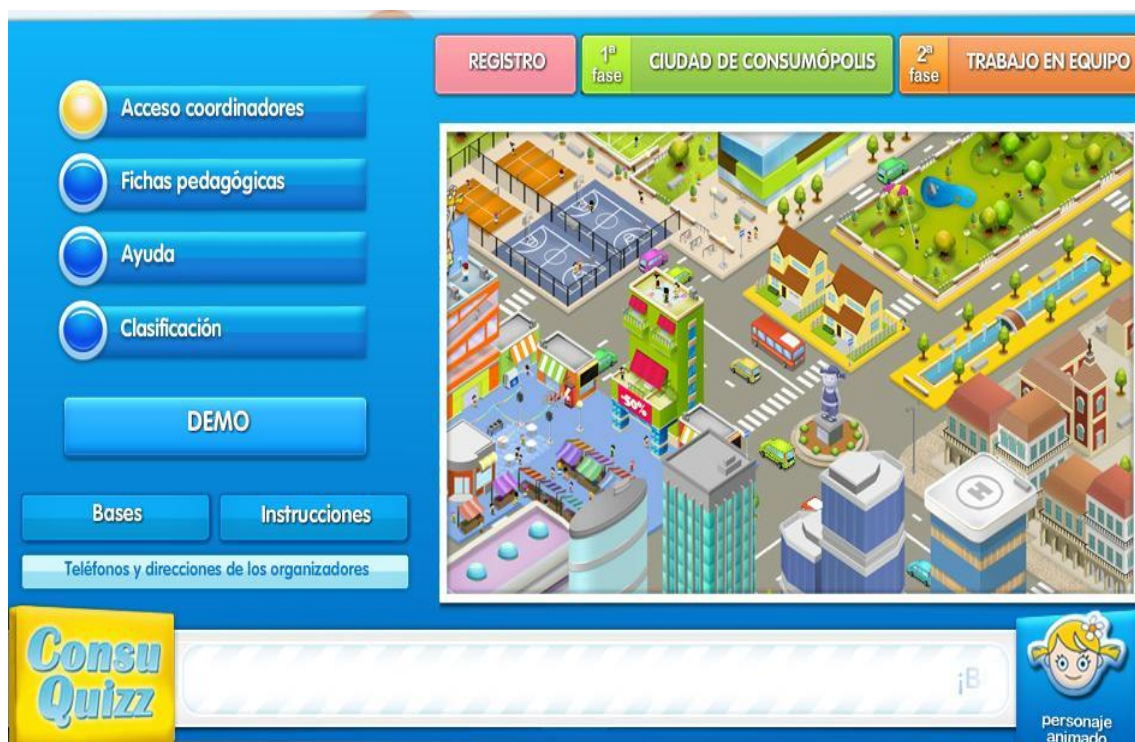 REGISTRO
1ª
fase
CIUDAD DE CONSUMÓPOLIS
2ª
fase
TRABAJO EN EQUIPO
Acceso coordinadores
Fichas pedagógicas
Ayuda
Clasificación
DEMO
Bases
Instrucciones
Teléfonos y direcciones de los organizadores
-50%
H
Consu
Quizz
¡B
personaje
animado